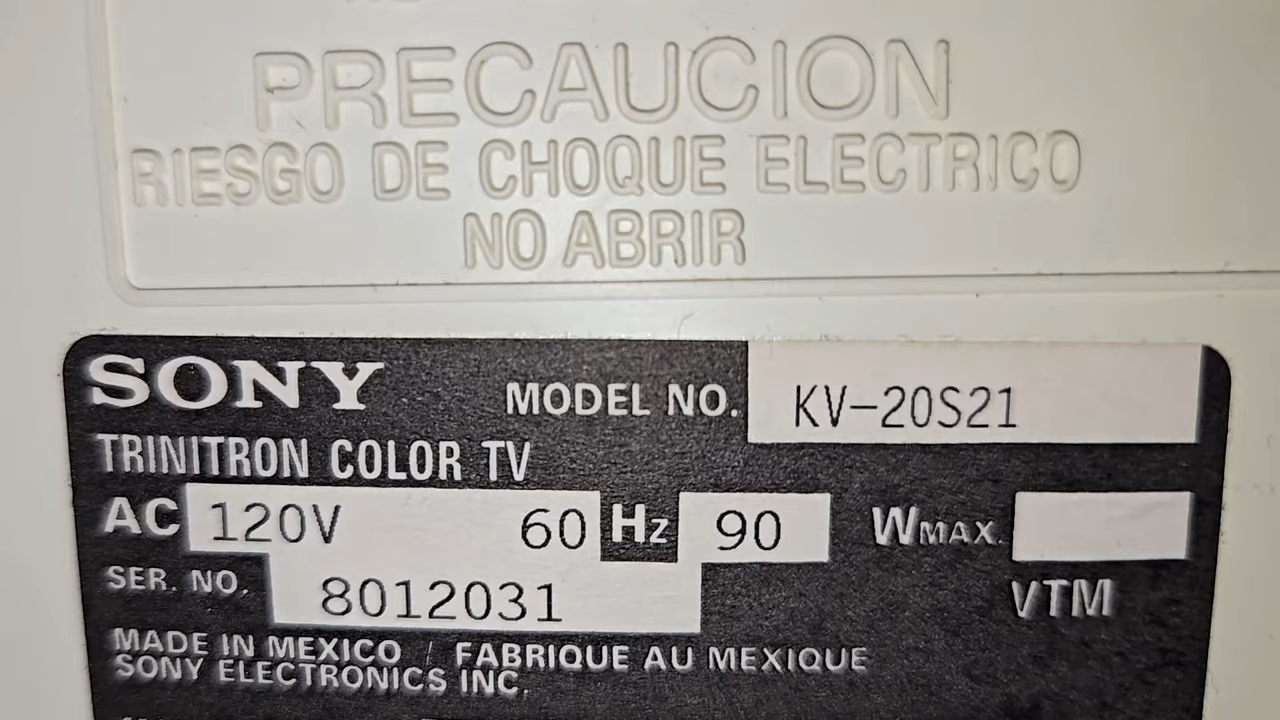 PRECAUCION
RIESGO DE CHOQUE ELECTRICO
NO ABRIR
SONY MODEL NO. KV-20S21
TRINITRON COLOR TV
AC 120V 60 Hz 90 WMAX.
SER. NO. 8012031 VTM
MADE IN MEXICO / FABRIQUE AU MEXIQUE
SONY ELECTRONICS INC.